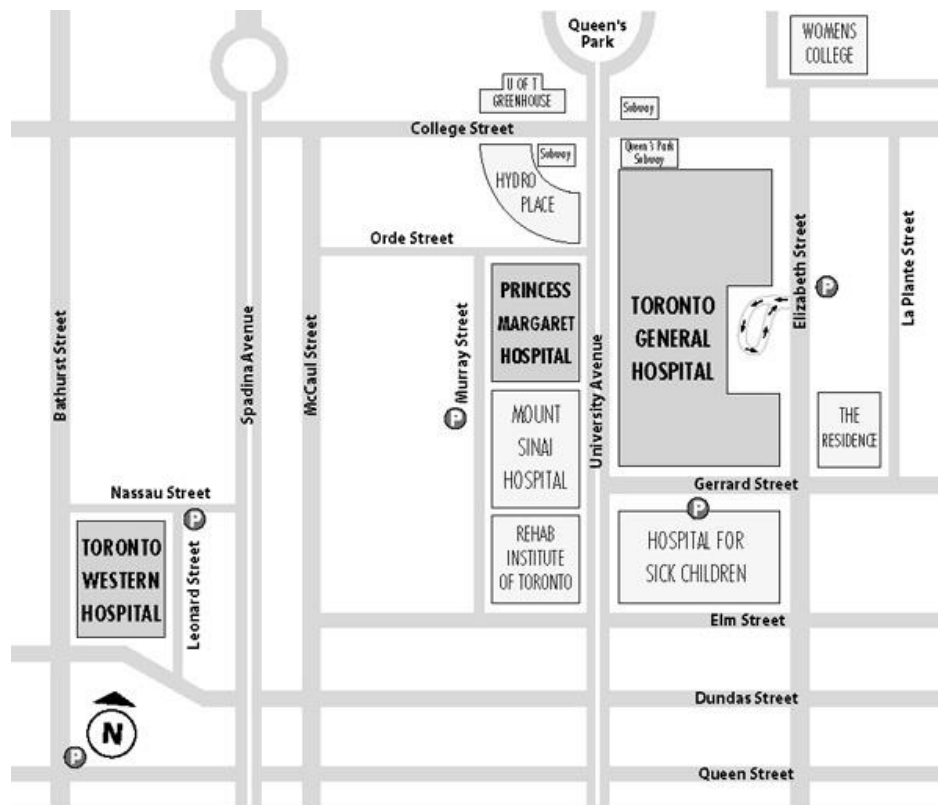 Queen's
Park
WOMENS
COLLEGE
U OF T
GREENHOUSE
Subway
College Street
Queen's Park
Subway
Subway
HYDRO
PLACE
Orde Street
Elizabeth Street
La Plante Street
P
PRINCESS
MARGARET
HOSPITAL
TORONTO
GENERAL
HOSPITAL
Bathurst Street
Spadina Avenue
McCaul Street
Murray Street
University Avenue
P
MOUNT
SINAI
HOSPITAL
THE
RESIDENCE
Gerrard Street
Nassau Street
P
P
TORONTO
WESTERN
HOSPITAL
Leonard Street
REHAB
INSTITUTE
OF TORONTO
HOSPITAL FOR
SICK CHILDREN
Elm Street
Dundas Street
N
P
Queen Street